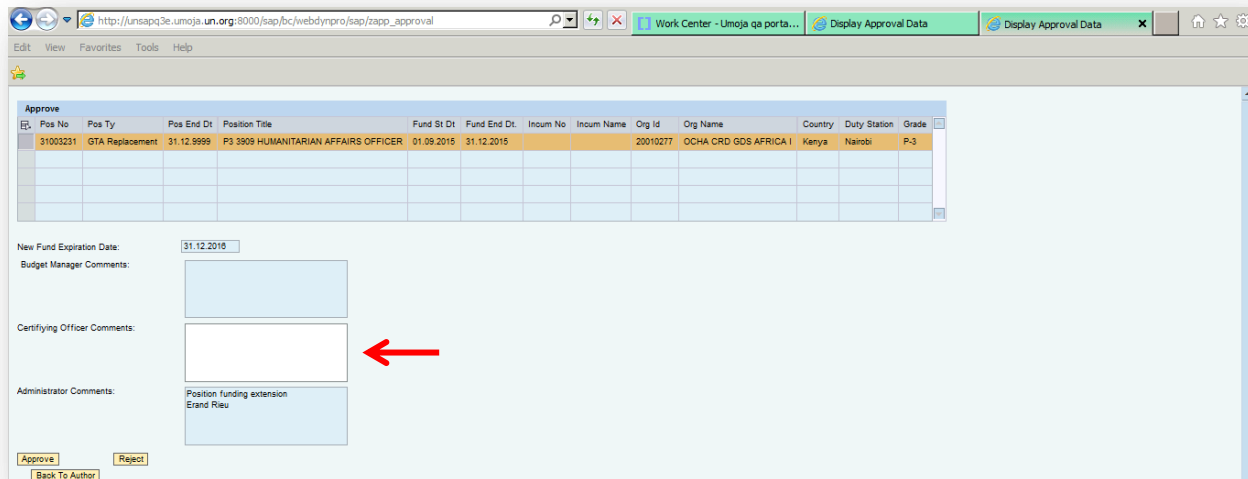 http://unsapq3e.umoja.un.org:8000/sap/bc/webdynpro/sap/zapp_approval
Work Center - Umoja qa porta...
Display Approval Data
Display Approval Data
Edit View Favorites Tools Help
Approve
Pos No Pos Ty Pos End Dt Position Title Fund St Dt Fund End Dt. Incum No Incum Name Org Id Org Name Country Duty Station Grade
31003231 GTA Replacement 31.12.9999 P3 3909 HUMANITARIAN AFFAIRS OFFICER 01.09.2015 31.12.2015 20010277 OCHA CRD GDS AFRICA I Kenya Nairobi P-3
New Fund Expiration Date: 31.12.2016
Budget Manager Comments:
Certifiying Officer Comments:
Administrator Comments:
Position funding extension
Erand Rieu
Approve Reject
Back To Author